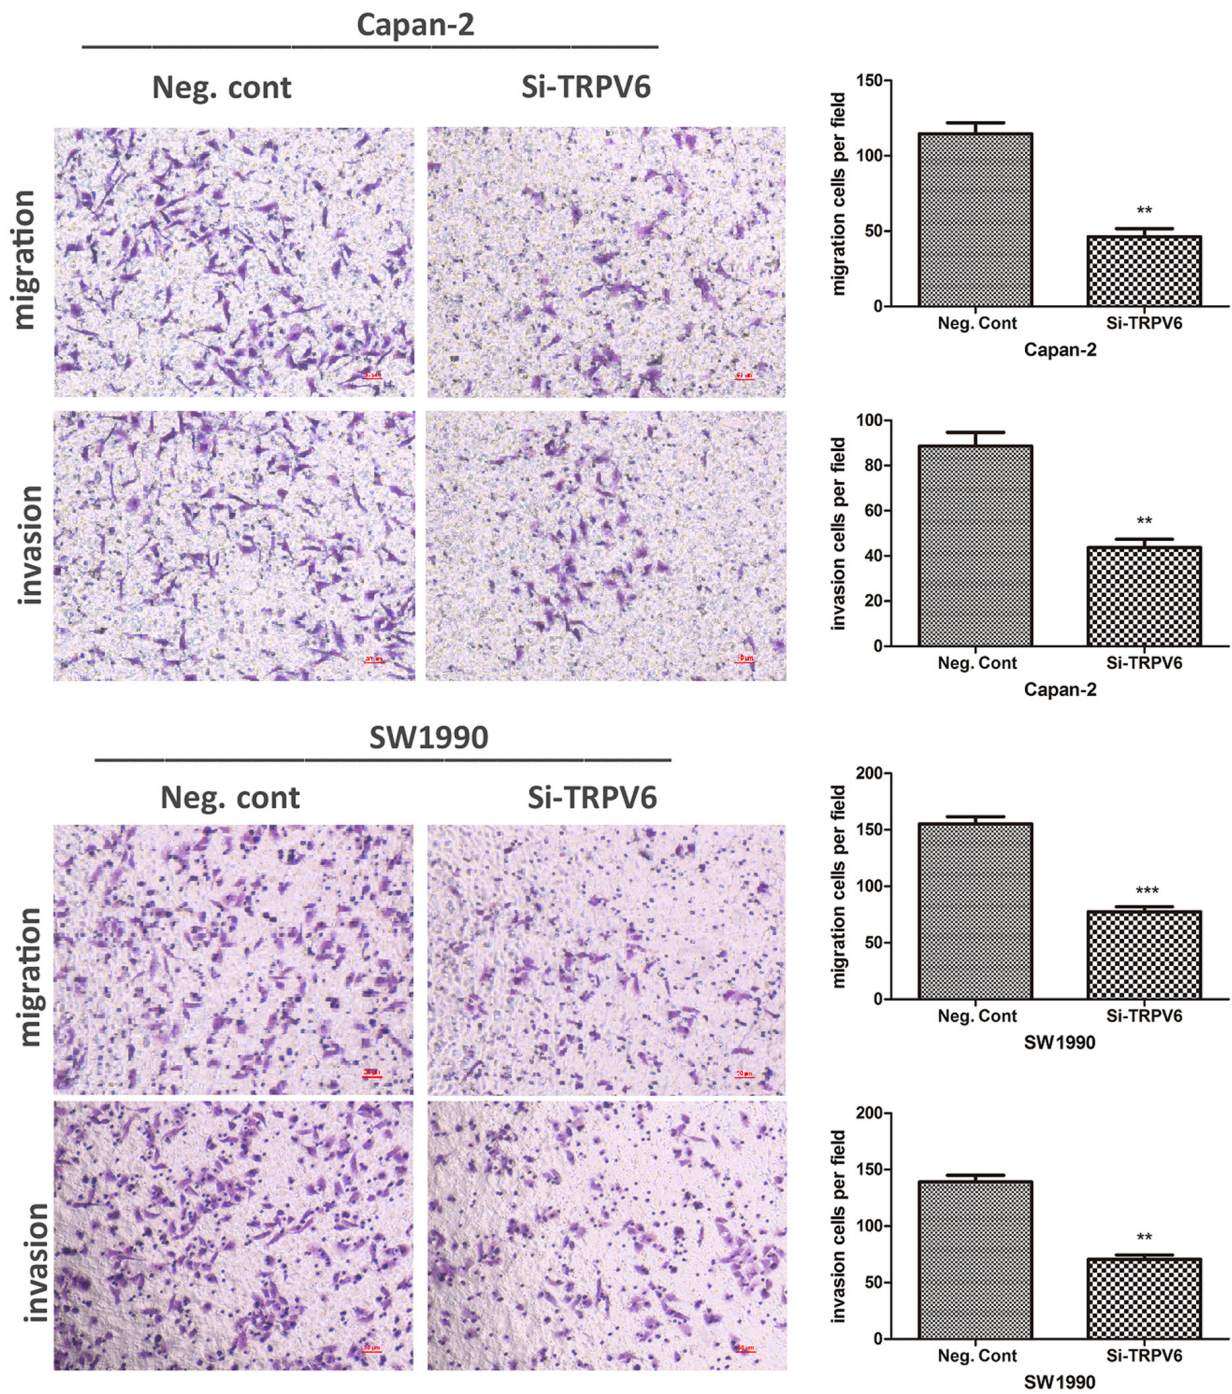 Capan-2
Neg. cont
Si-TRPV6
migration
invasion
150
100
50
0
migration cells per field
**
Neg. Cont
Si-TRPV6
Capan-2
100
80
60
40
20
0
invasion cells per field
**
Neg. Cont
Si-TRPV6
Capan-2
SW1990
Neg. cont
Si-TRPV6
migration
invasion
200
150
100
50
0
migration cells per field
***
Neg. Cont
Si-TRPV6
SW1990
200
150
100
50
0
invasion cells per field
**
Neg. Cont
Si-TRPV6
SW1990